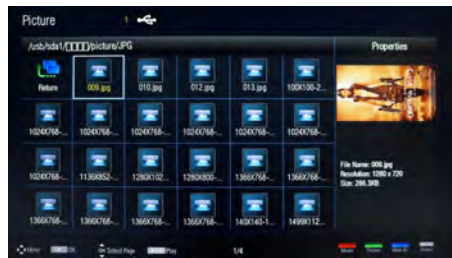 Picture 1
/usb/sda1/□□□□/picture/JPG
Properties
Return 009.jpg 010.jpg 012.jpg 013.jpg 100X100-2...
1024X768-... 1024X768-... 1024X768-... 1024X768-... 1024X768-... 1024X768-...
1024X768-... 1136X852-... 1280X102... 1280X800-... 1366X768-... 1366X768-...
1366X768-... 1366X768-... 1366X768-... 1366X768-... 140X140-1... 1499X112...
File Name: 009.jpg
Resolution: 1280 x 720
Size: 286.3KB
Move OK Select Page Play 1/4